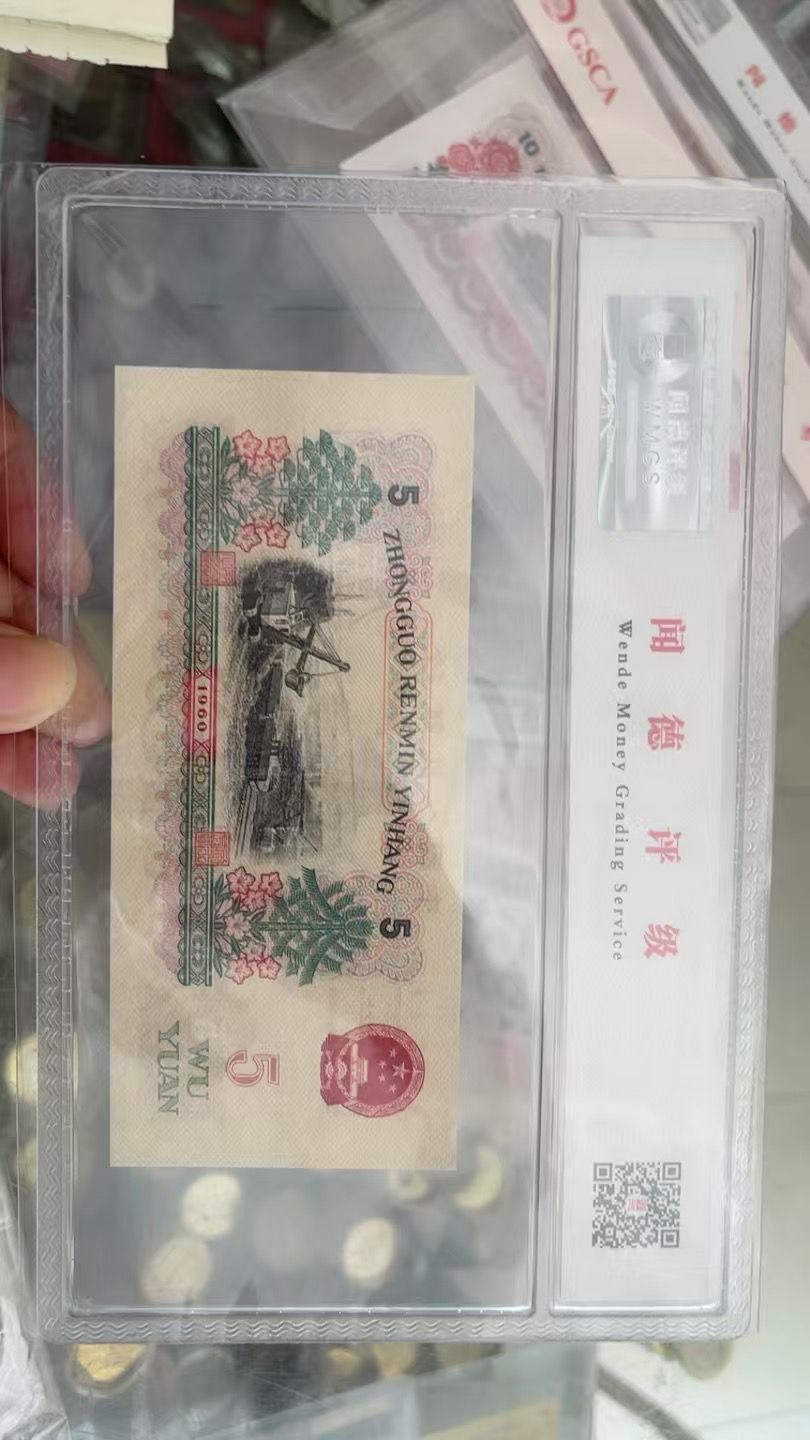 GSCA
10
闻德评级
Wende Money Grading Service
WMGS
5 ZHONGGUO RENMIN YINHANG 5
1960
5
WU
YUAN